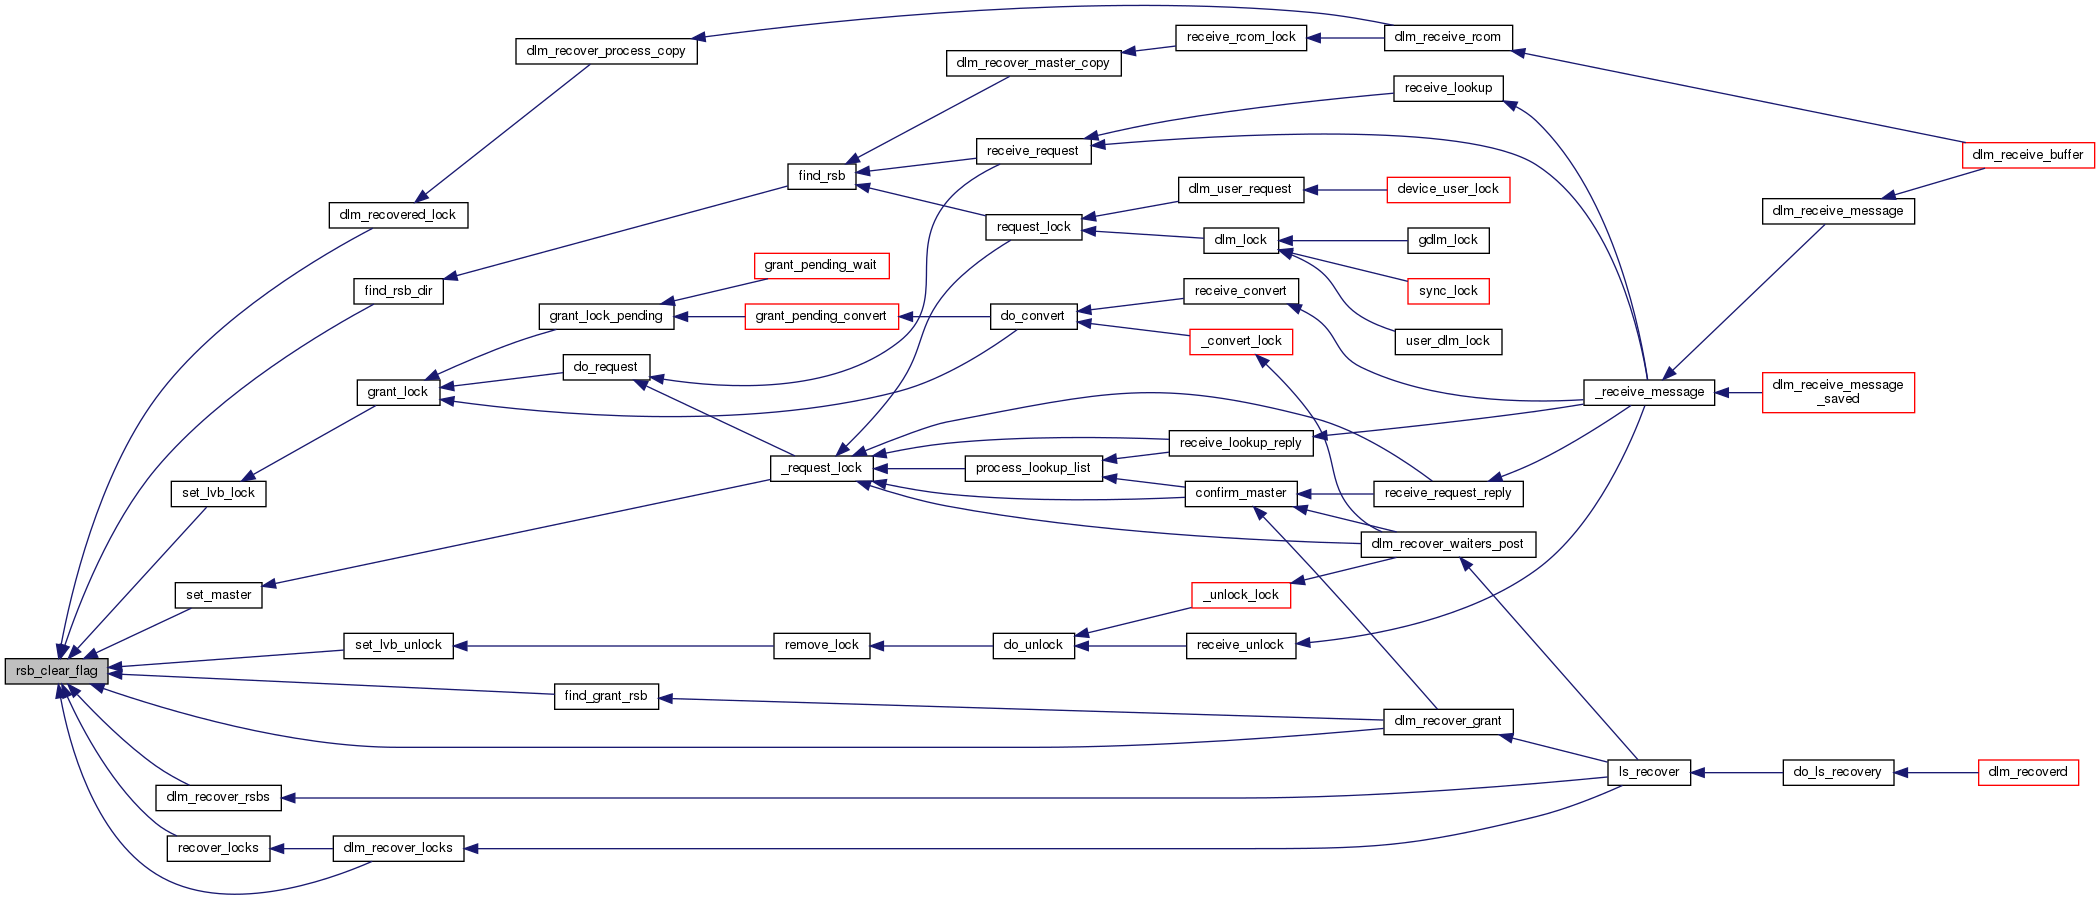 rsb_clear_flag
dlm_recovered_lock
find_rsb_dir
set_lvb_lock
set_master
set_lvb_unlock
find_grant_rsb
dlm_recover_rsbs
recover_locks
dlm_recover_locks
dlm_recover_process_copy
grant_lock
grant_lock_pending
do_request
find_rsb
grant_pending_wait
grant_pending_convert
_request_lock
remove_lock
dlm_recover_master_copy
receive_request
request_lock
do_convert
process_lookup_list
do_unlock
receive_rcom_lock
dlm_user_request
dlm_lock
receive_convert
_convert_lock
receive_lookup_reply
confirm_master
_unlock_lock
receive_unlock
dlm_receive_rcom
receive_lookup
device_user_lock
gdlm_lock
sync_lock
user_dlm_lock
receive_request_reply
dlm_recover_waiters_post
dlm_recover_grant
_receive_message
ls_recover
dlm_receive_message
dlm_receive_message
_saved
do_ls_recovery
dlm_receive_buffer
dlm_recoverd